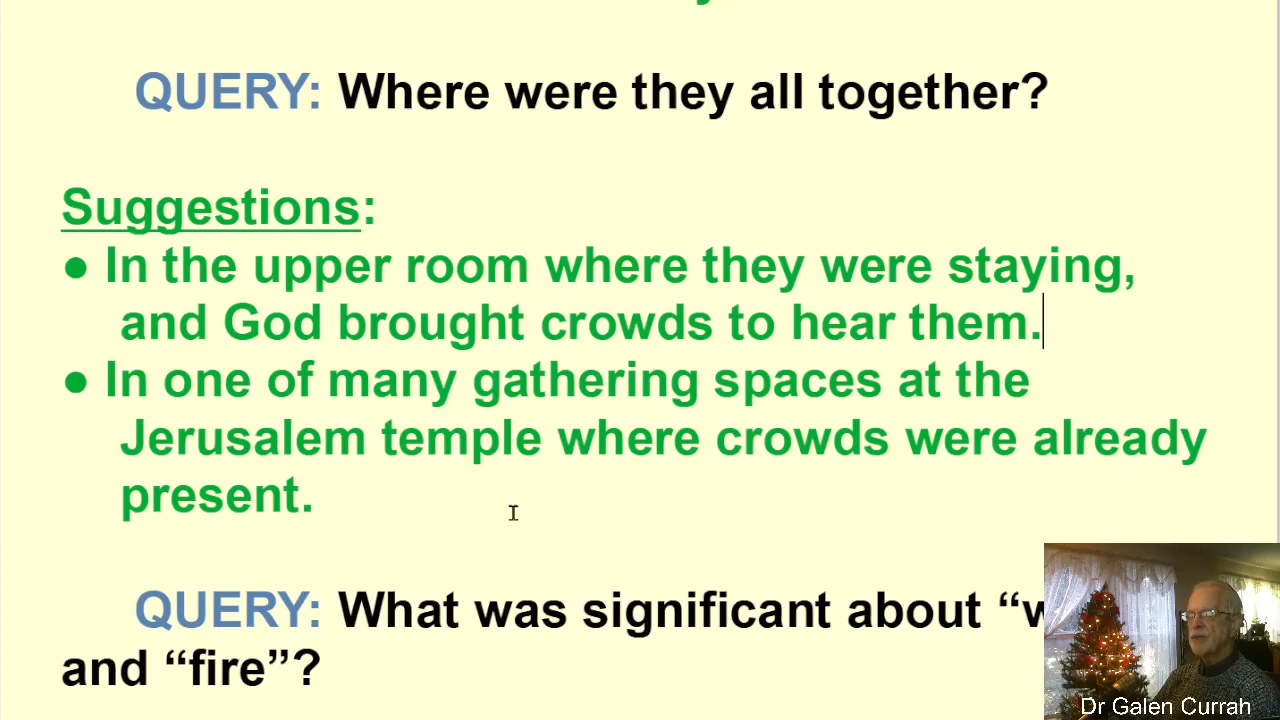 QUERY: Where were they all together?
Suggestions:
● In the upper room where they were staying,
and God brought crowds to hear them.
● In one of many gathering spaces at the
Jerusalem temple where crowds were already
present.
QUERY: What was significant about “
and “fire”?
Dr Galen Currah